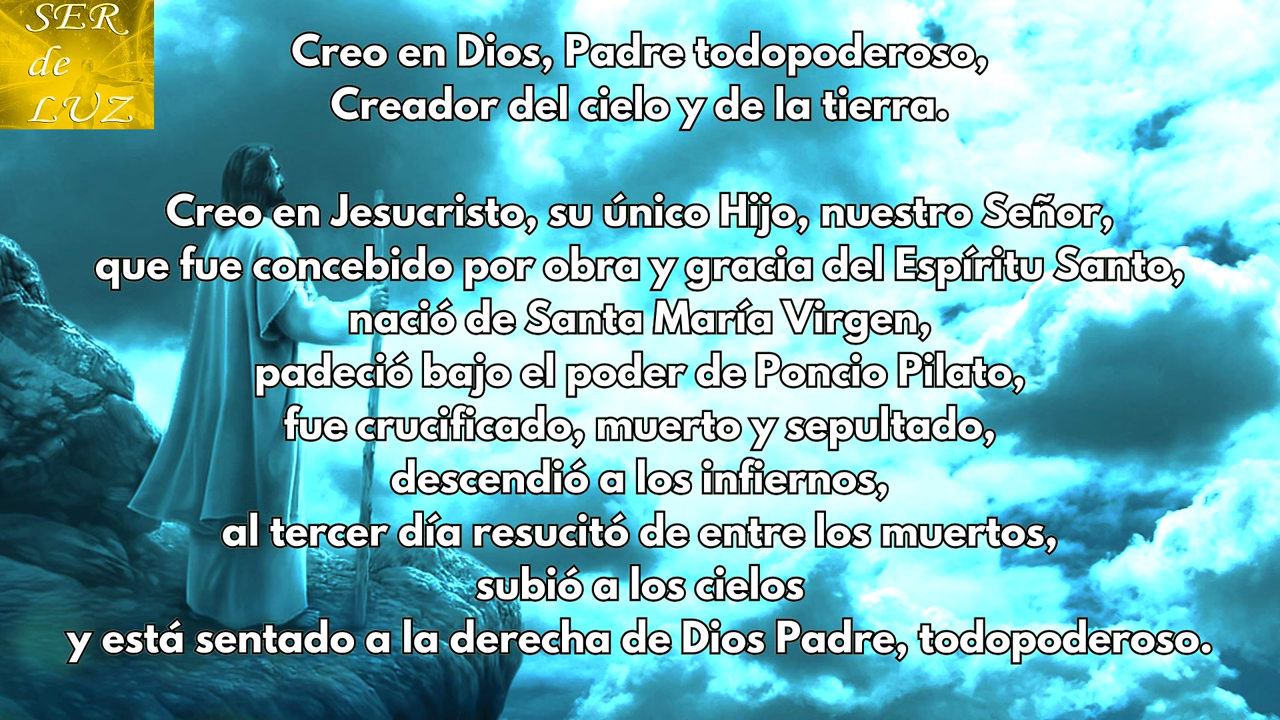 SER
de
LUZ
Creo en Dios, Padre todopoderoso,
Creador del cielo y de la tierra.
Creo en Jesucristo, su único Hijo, nuestro Señor,
que fue concebido por obra y gracia del Espíritu Santo,
nació de Santa María Virgen,
padeció bajo el poder de Poncio Pilato,
fue crucificado, muerto y sepultado,
descendió a los infiernos,
al tercer día resucitó de entre los muertos,
subió a los cielos
y está sentado a la derecha de Dios Padre, todopoderoso.